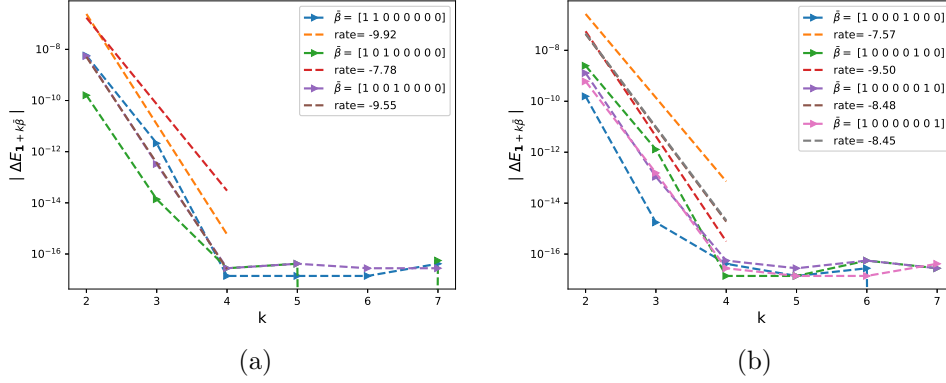 β̄ = [1 1 0 0 0 0 0 0]
rate= -9.92
β̄ = [1 0 1 0 0 0 0 0]
rate= -7.78
β̄ = [1 0 0 1 0 0 0 0]
rate= -9.55
10⁻⁸
10⁻¹⁰
10⁻¹²
10⁻¹⁴
10⁻¹⁶
| ΔE₁₊ₖᵦ̄ |
2 3 4 5 6 7
k
(a)
β̄ = [1 0 0 0 1 0 0 0]
rate= -7.57
β̄ = [1 0 0 0 0 1 0 0]
rate= -9.50
β̄ = [1 0 0 0 0 0 1 0]
rate= -8.48
β̄ = [1 0 0 0 0 0 0 1]
rate= -8.45
10⁻⁸
10⁻¹⁰
10⁻¹²
10⁻¹⁴
10⁻¹⁶
| ΔE₁₊ₖᵦ̄ |
2 3 4 5 6 7
k
(b)